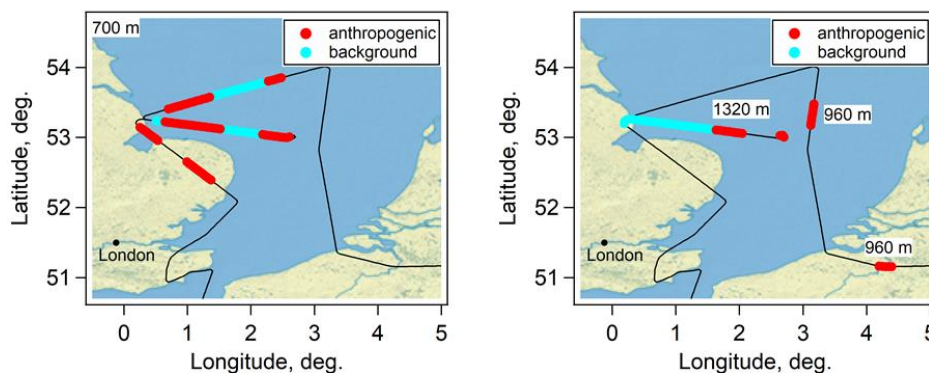 700 m
anthropogenic
background
54
53
52
51
Latitude, deg.
London
0 1 2 3 4 5
Longitude, deg.
anthropogenic
background
54
53
52
51
Latitude, deg.
1320 m
960 m
960 m
London
0 1 2 3 4 5
Longitude, deg.